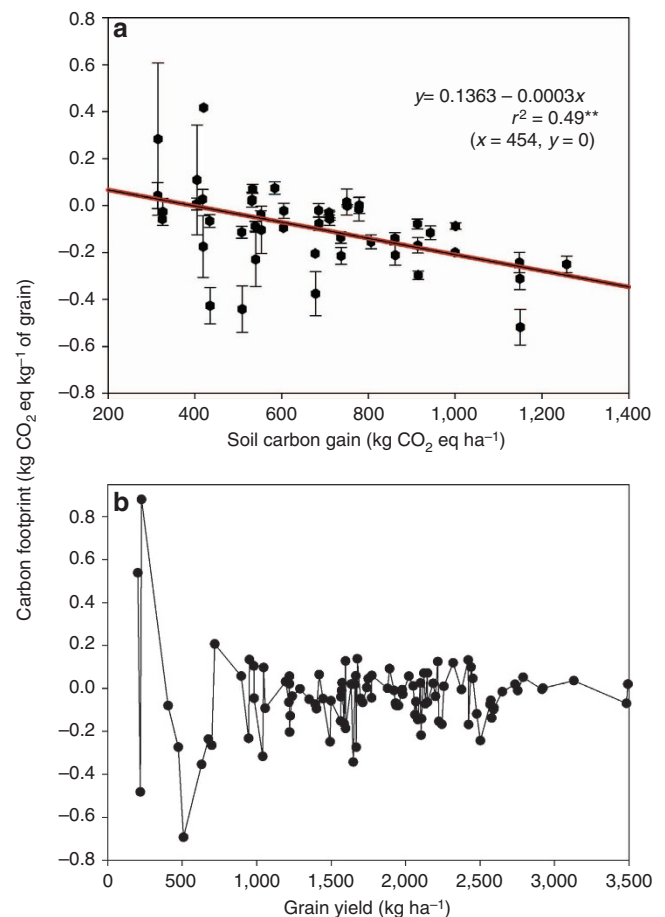 a
0.8
0.6
0.4
0.2
0.0
–0.2
–0.4
–0.6
–0.8
y= 0.1363 – 0.0003x
r² = 0.49**
(x = 454, y = 0)
200 400 600 800 1,000 1,200 1,400
Soil carbon gain (kg CO₂ eq ha⁻¹)
Carbon footprint (kg CO₂ eq kg⁻¹ of grain)
b
0.8
0.6
0.4
0.2
0.0
–0.2
–0.4
–0.6
–0.8
0 500 1,000 1,500 2,000 2,500 3,000 3,500
Grain yield (kg ha⁻¹)